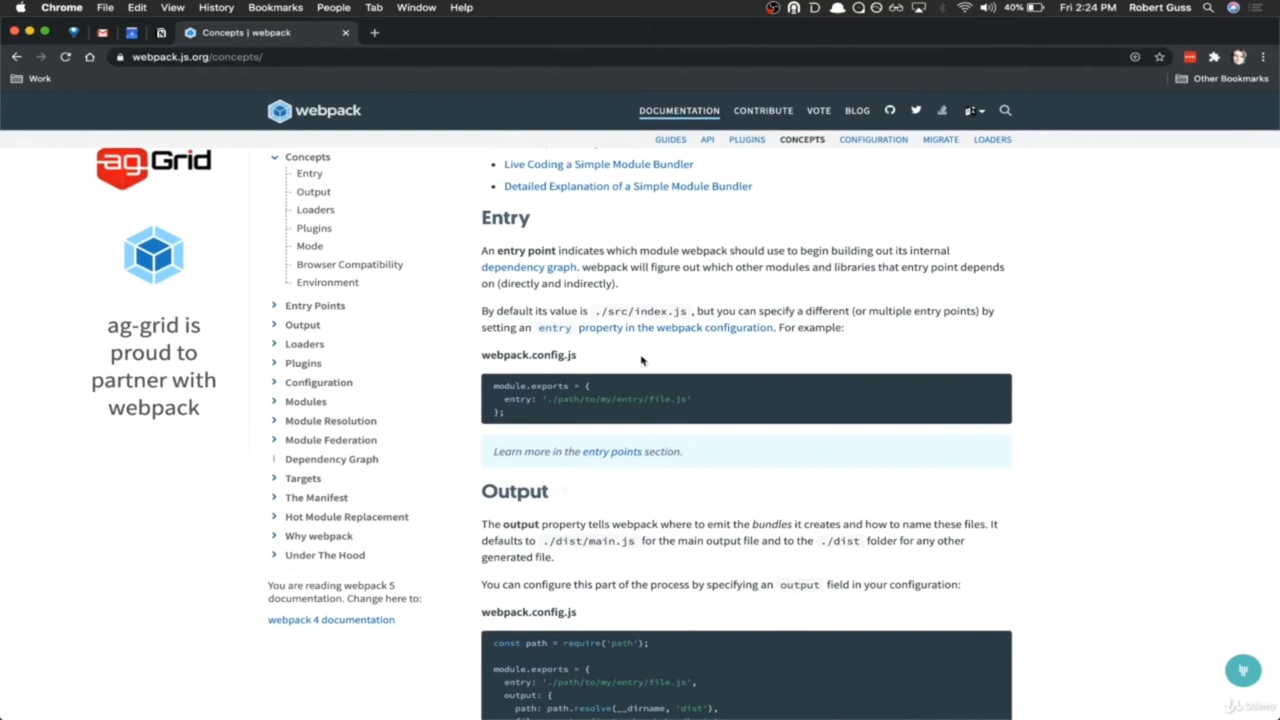 Chrome File Edit View History Bookmarks People Tab Window Help 40% Fri 2:24 PM Robert Guss
Concepts | webpack
webpack.js.org/concepts/
Work Other Bookmarks
webpack DOCUMENTATION CONTRIBUTE VOTE BLOG
GUIDES API PLUGINS CONCEPTS CONFIGURATION MIGRATE LOADERS
ag Grid
ag-grid is
proud to
partner with
webpack
Concepts
Entry
Output
Loaders
Plugins
Mode
Browser Compatibility
Environment
Entry Points
Output
Loaders
Plugins
Configuration
Modules
Module Resolution
Module Federation
Dependency Graph
Targets
The Manifest
Hot Module Replacement
Why webpack
Under The Hood
You are reading webpack 5
documentation. Change here to:
webpack 4 documentation
Live Coding a Simple Module Bundler
Detailed Explanation of a Simple Module Bundler
Entry
An entry point indicates which module webpack should use to begin building out its internal
dependency graph. webpack will figure out which other modules and libraries that entry point depends
on (directly and indirectly).
By default its value is ./src/index.js, but you can specify a different (or multiple entry points) by
setting an entry property in the webpack configuration. For example:
webpack.config.js
module.exports = {
entry: './path/to/my/entry/file.js'
};
Learn more in the entry points section.
Output
The output property tells webpack where to emit the bundles it creates and how to name these files. It
defaults to ./dist/main.js for the main output file and to the ./dist folder for any other
generated file.
You can configure this part of the process by specifying an output field in your configuration:
webpack.config.js
const path = require('path');
module.exports = {
entry: './path/to/my/entry/file.js',
output: {
path: path.resolve(__dirname, 'dist'),
Udemy